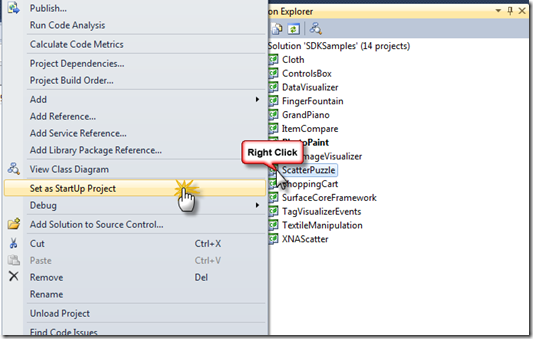 Publish...
Run Code Analysis
Calculate Code Metrics
Project Dependencies...
Project Build Order...
Add
Add Reference...
Add Service Reference...
Add Library Package Reference...
View Class Diagram
Set as StartUp Project
Debug
Add Solution to Source Control...
Cut Ctrl+X
Paste Ctrl+V
Remove Del
Rename
Unload Project
Find Code Issues
Right Click
on Explorer
Solution 'SDKSamples' (14 projects)
Cloth
ControlsBox
DataVisualizer
FingerFountain
GrandPiano
ItemCompare
Paint
mageVisualizer
ScatterPuzzle
hoppingCart
SurfaceCoreFramework
TagVisualizerEvents
TextileManipulation
XNAScatter